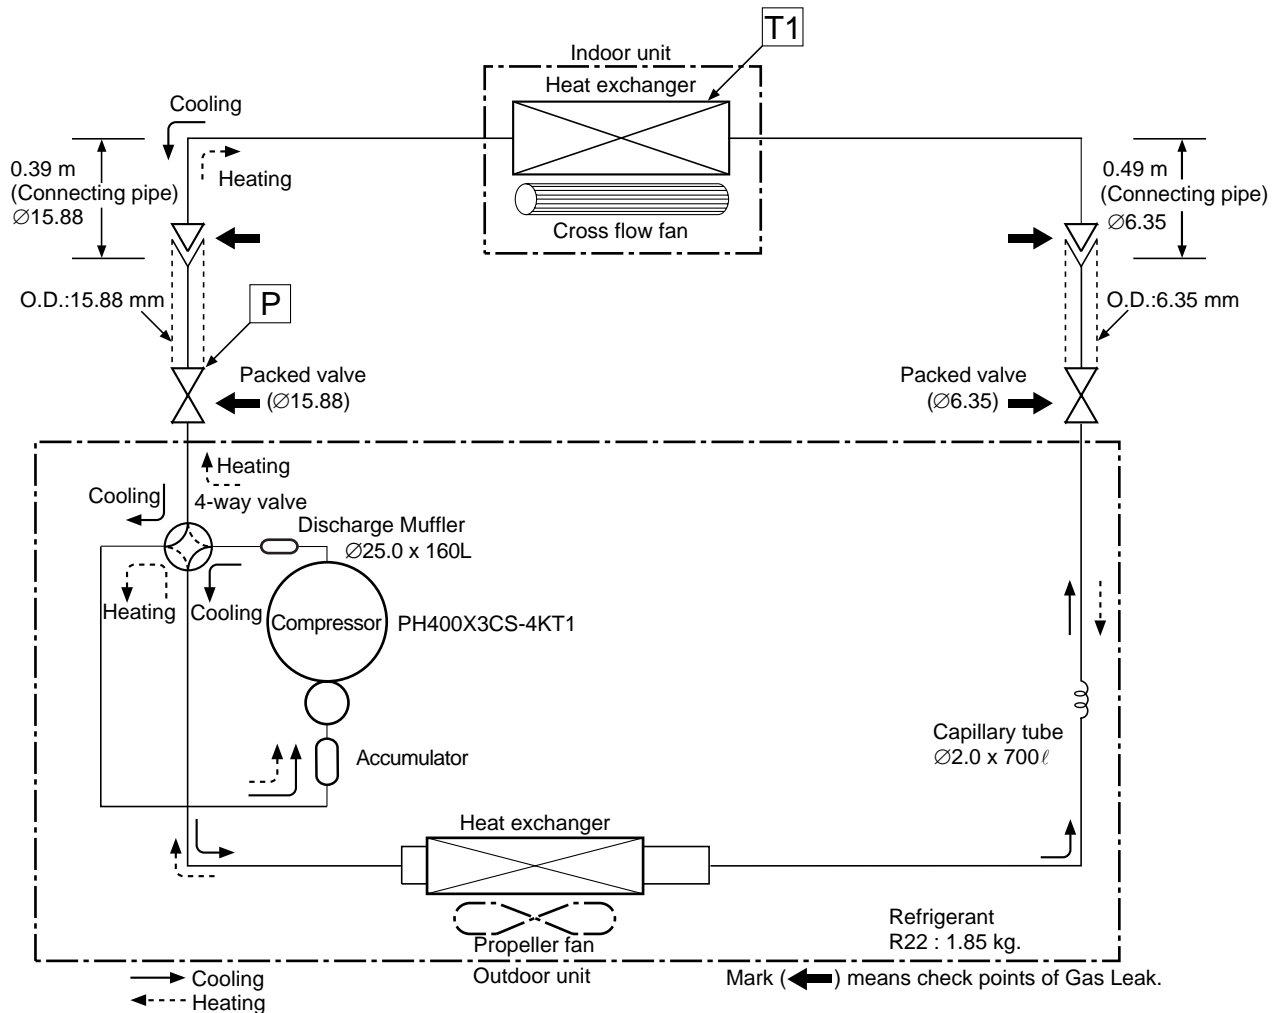 T1
Indoor unit
Heat exchanger
Cooling
Heating
0.39 m
(Connecting pipe)
∅15.88
0.49 m
(Connecting pipe)
∅6.35
Cross flow fan
O.D.:15.88 mm
P
O.D.:6.35 mm
Packed valve
(∅15.88)
Packed valve
(∅6.35)
Heating
Cooling
4-way valve
Discharge Muffler
∅25.0 x 160L
Heating
Cooling
Compressor
PH400X3CS-4KT1
Capillary tube
∅2.0 x 700ℓ
Accumulator
Heat exchanger
Propeller fan
Refrigerant
R22 : 1.85 kg.
Outdoor unit
Cooling
Heating
Mark (⬅) means check points of Gas Leak.